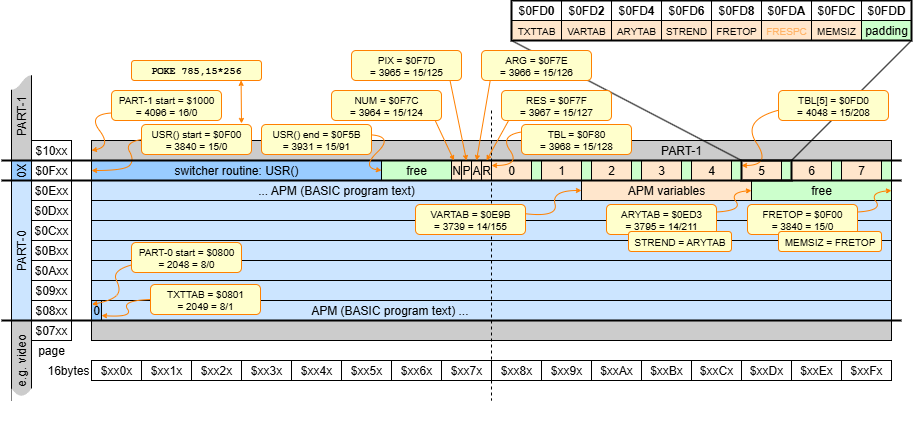 $0FD0 $0FD2 $0FD4 $0FD6 $0FD8 $0FDA $0FDC $0FDD
TXTTAB VARTAB ARYTAB STREND FRETOP FRESPC MEMSIZ padding
POKE 785,15*256
PIX = $0F7D
= 3965 = 15/125
ARG = $0F7E
= 3966 = 15/126
PART-1 start = $1000
= 4096 = 16/0
NUM = $0F7C
= 3964 = 15/124
RES = $0F7F
= 3967 = 15/127
TBL[5] = $0FD0
= 4048 = 15/208
USR() start = $0F00
= 3840 = 15/0
USR() end = $0F5B
= 3931 = 15/91
TBL = $0F80
= 3968 = 15/128
PART-1
$10xx PART-1
0X
$0Fxx switcher routine: USR() free N P A R 0 1 2 3 4 5 6 7
PART-0
$0Exx ... APM (BASIC program text) APM variables free
$0Dxx
VARTAB = $0E9B
= 3739 = 14/155
ARYTAB = $0ED3
= 3795 = 14/211
FRETOP = $0F00
= 3840 = 15/0
$0Cxx
STREND = ARYTAB
MEMSIZ = FRETOP
$0Bxx
PART-0 start = $0800
= 2048 = 8/0
$0Axx
$09xx
TXTTAB = $0801
= 2049 = 8/1
$08xx 0 APM (BASIC program text) ...
$07xx
e.g. video
page
16bytes $xx0x $xx1x $xx2x $xx3x $xx4x $xx5x $xx6x $xx7x $xx8x $xx9x $xxAx $xxBx $xxCx $xxDx $xxEx $xxFx